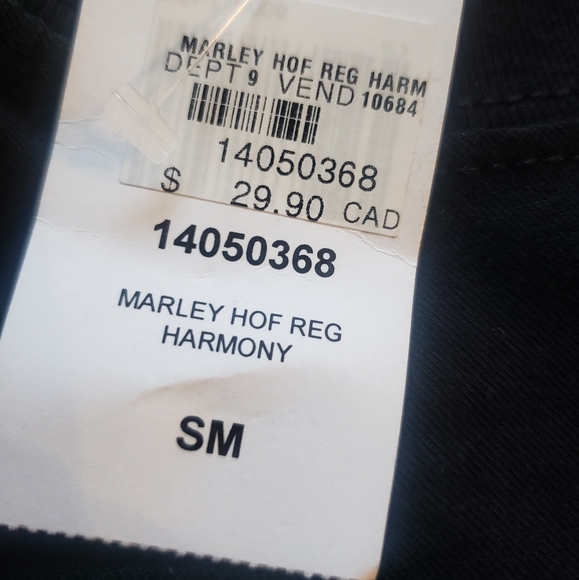 MARLEY HOF REG HARM
DEPT 9 VEND 10684
14050368
$ 29.90 CAD
14050368
MARLEY HOF REG
HARMONY
SM